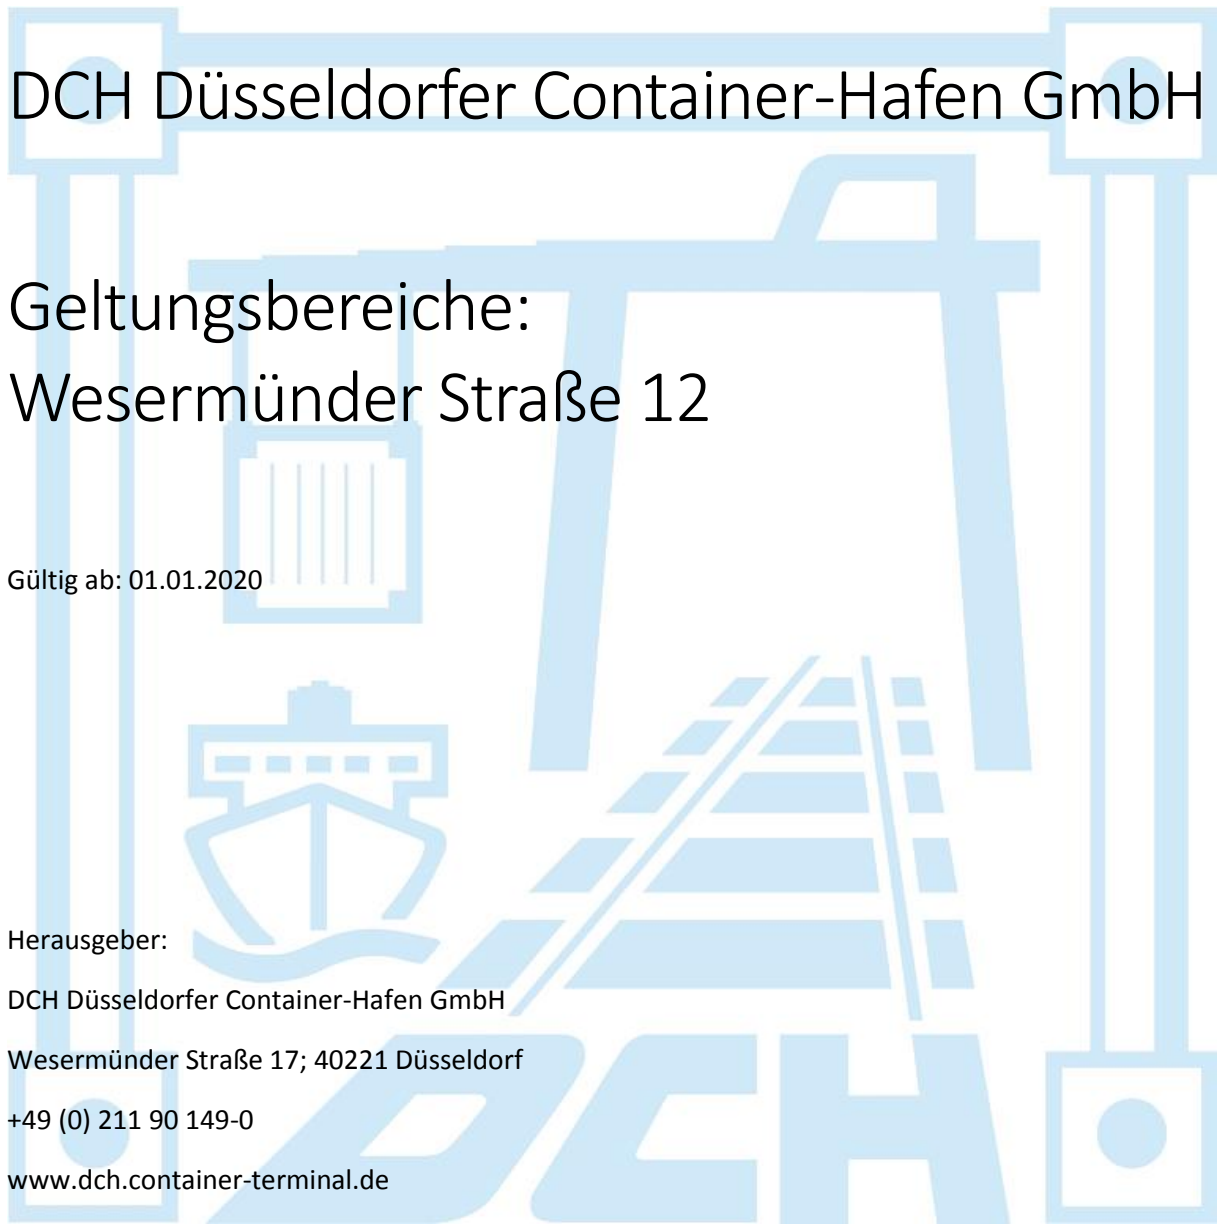 DCH Düsseldorfer Container-Hafen GmbH
Geltungsbereiche:
Wesermünder Straße 12
Gültig ab: 01.01.2020
Herausgeber:
DCH Düsseldorfer Container-Hafen GmbH
Wesermünder Straße 17; 40221 Düsseldorf
+49 (0) 211 90 149-0
www.dch.container-terminal.de
DCH